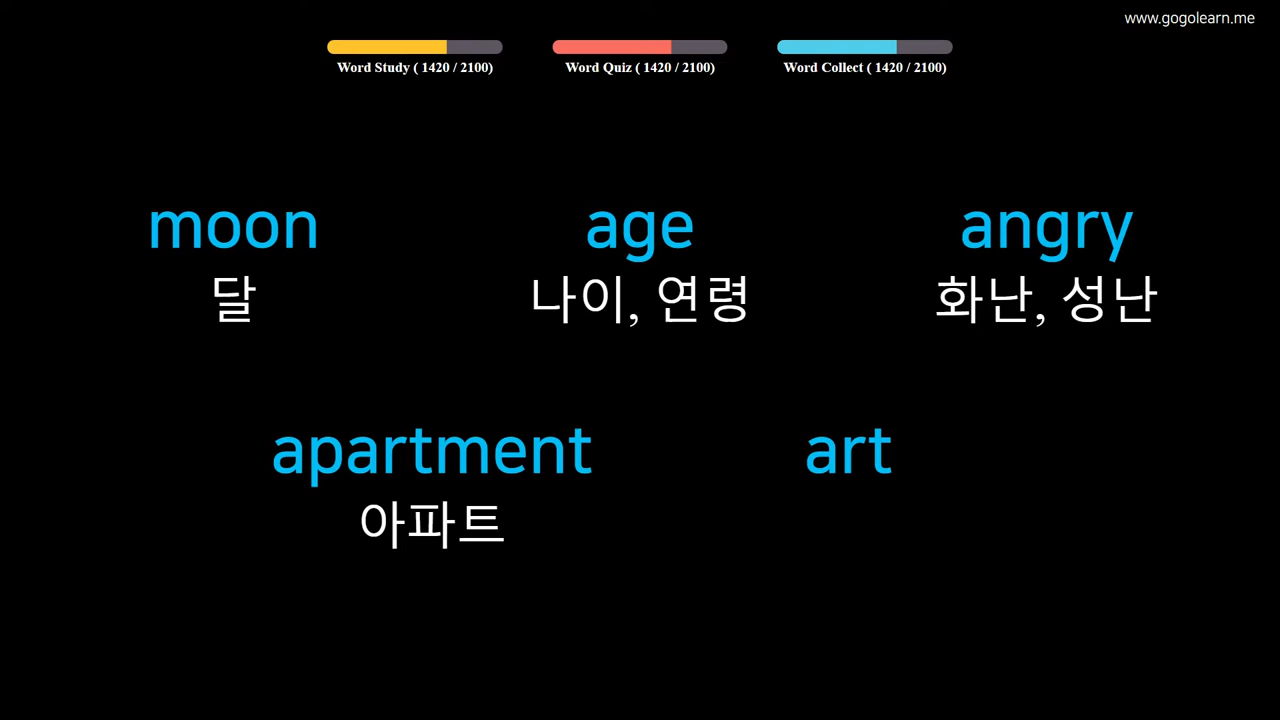 www.gogolearn.me
Word Study ( 1420 / 2100)
Word Quiz ( 1420 / 2100)
Word Collect ( 1420 / 2100)
moon
달
age
나이, 연령
angry
화난, 성난
apartment
아파트
art